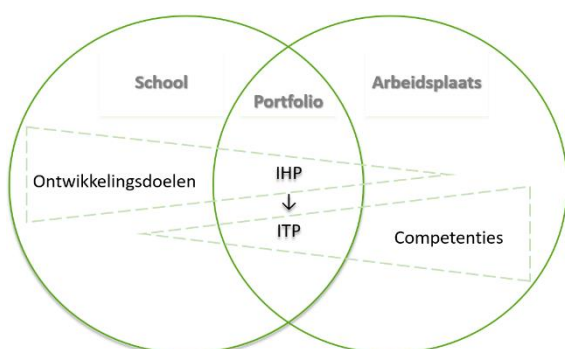 School
Portfolio
Arbeidsplaats
Ontwikkelingsdoelen
IHP
↓
ITP
Competenties